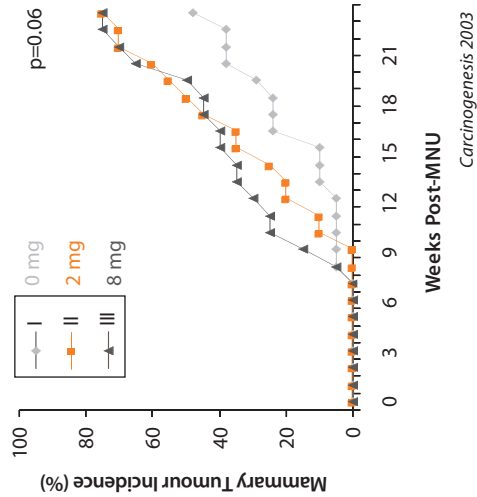 p=0.06
I 0 mg
II 2 mg
III 8 mg
Mammary Tumour Incidence (%)
100
80
60
40
20
0
0 3 6 9 12 15 18 21
Weeks Post-MNU
Carcinogenesis 2003